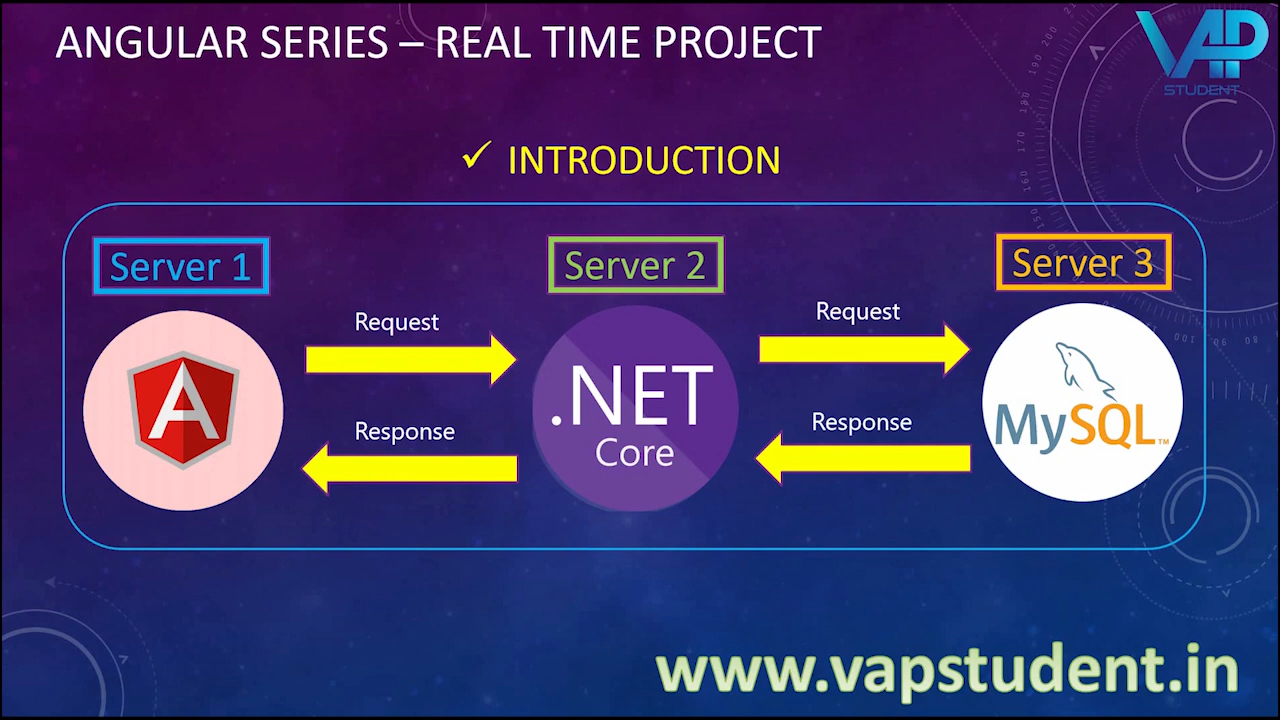 ANGULAR SERIES – REAL TIME PROJECT
VAP
STUDENT
✓ INTRODUCTION
Server 1
Server 2
Server 3
Request
Request
.NET
Core
MySQL™
Response
Response
www.vapstudent.in